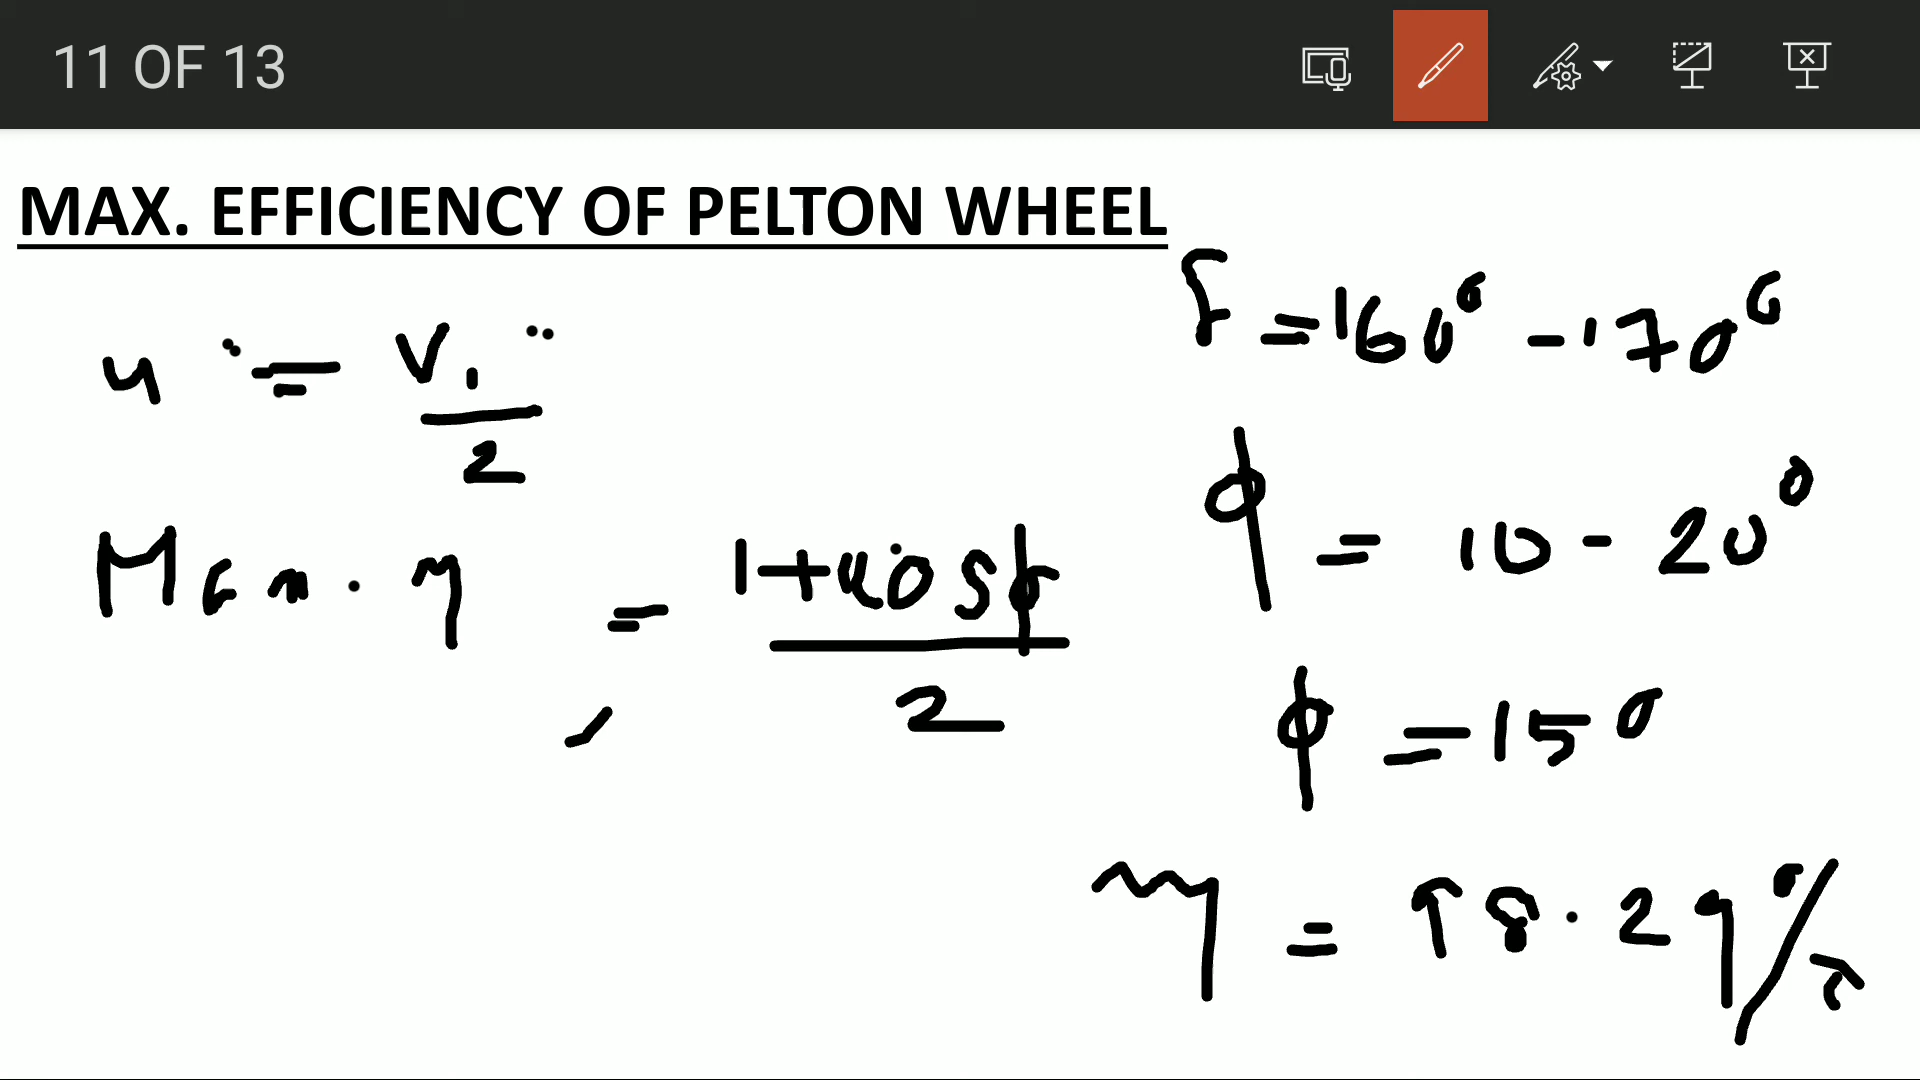 11 OF 13
MAX. EFFICIENCY OF PELTON WHEEL
u = V1/2
Max. η = 1+cosϕ/2
δ = 160° - 170°
ϕ = 10 - 20°
ϕ = 15°
η = 98.29%